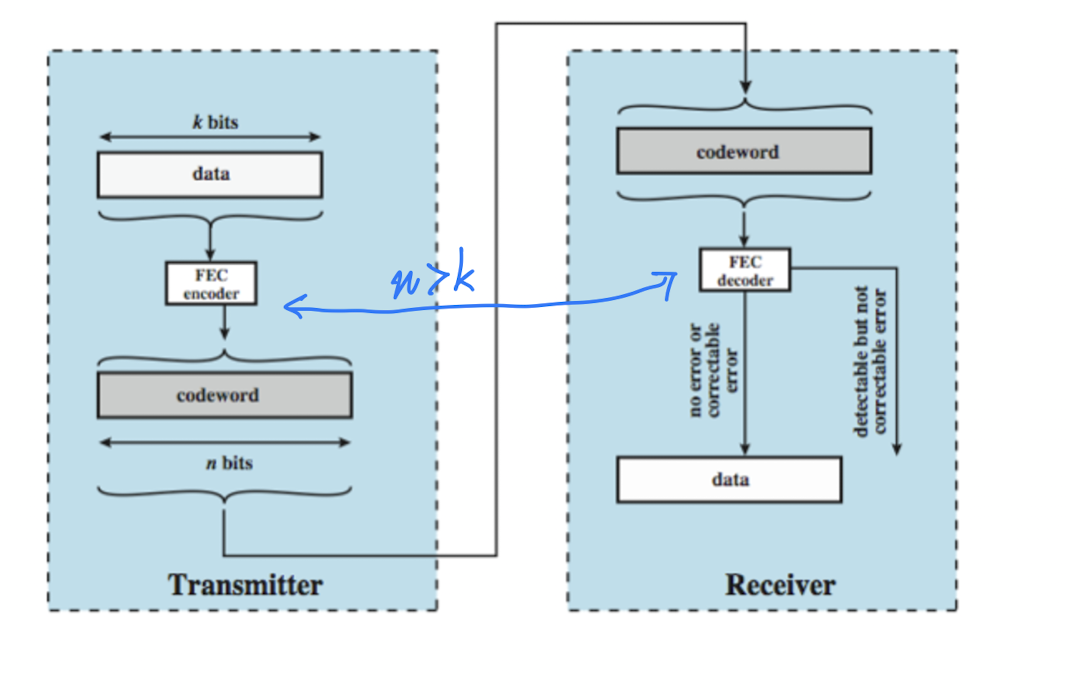 k bits
data
FEC
encoder
codeword
n bits
Transmitter
n>k
codeword
FEC
decoder
no error or
correctable
error
detectable but not
correctable error
data
Receiver